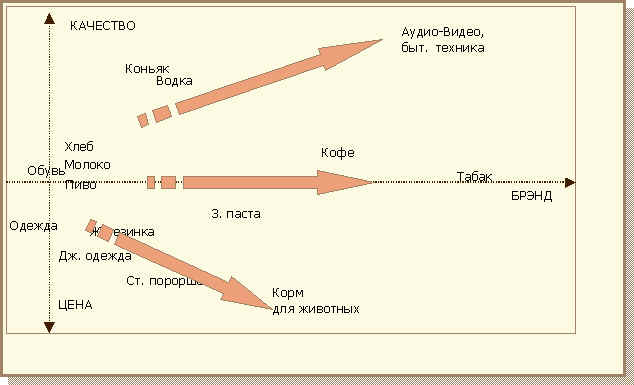 КАЧЕСТВО
Аудио-Видео,
быт. техника
Коньяк
Водка
Хлеб
Молоко
Обувь
Пиво
Кофе
Табак
БРЭНД
З. паста
Одежда
Дж. одежда
Ст.
Корм
для животных
ЦЕНА